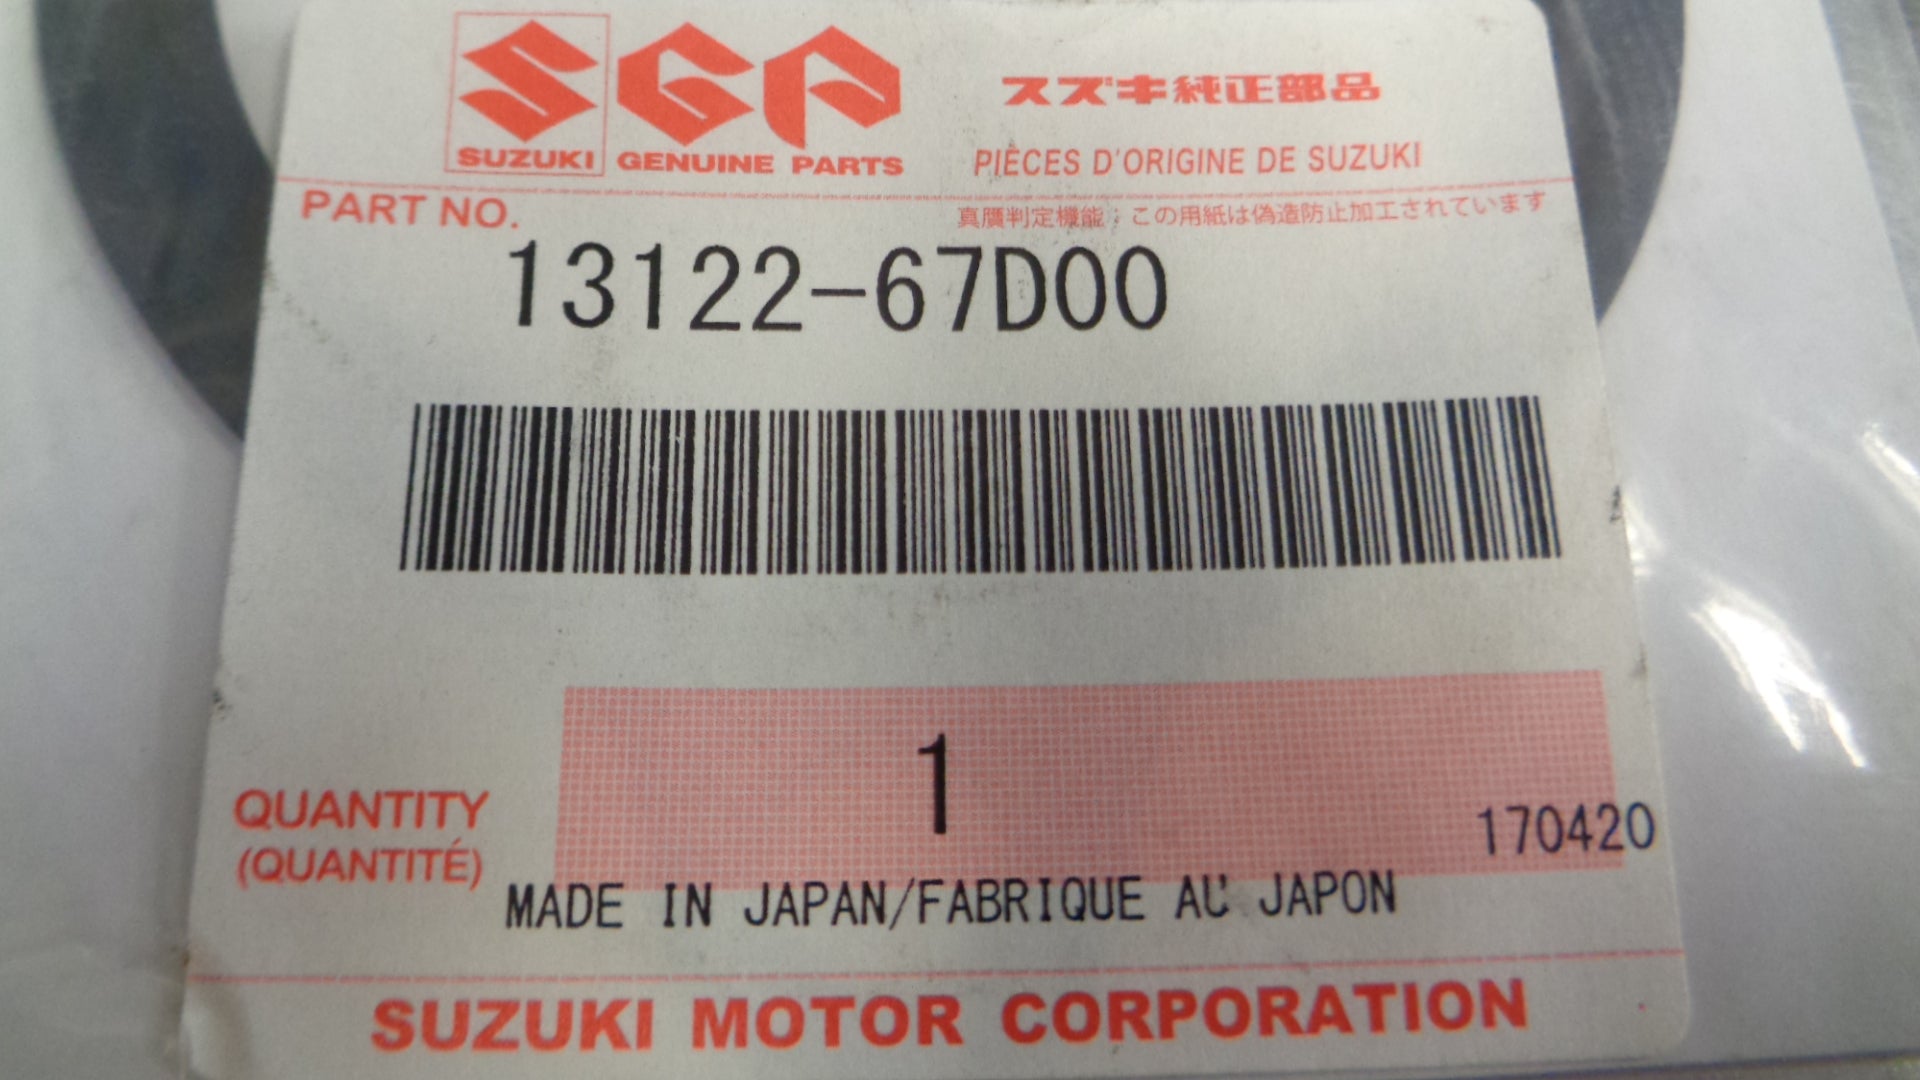 SGP
スズキ純正部品
SUZUKI GENUINE PARTS
PIÈCES D'ORIGINE DE SUZUKI
PART NO.
真贋判定機能；この用紙は偽造防止加工されています
13122-67D00
1
QUANTITY
170420
(QUANTITÉ)
MADE IN JAPAN/FABRIQUE AU JAPON
SUZUKI MOTOR CORPORATION